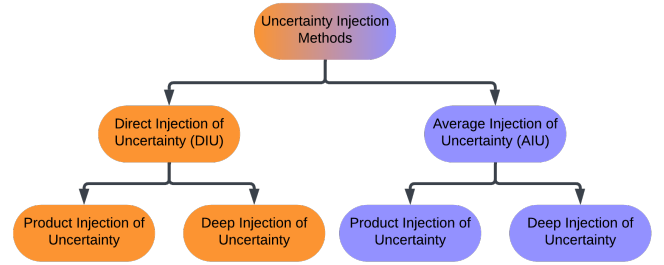 Uncertainty Injection
Methods
Direct Injection of
Uncertainty (DIU)
Average Injection of
Uncertainty (AIU)
Product Injection of
Uncertainty
Deep Injection of
Uncertainty
Product Injection of
Uncertainty
Deep Injection of
Uncertainty